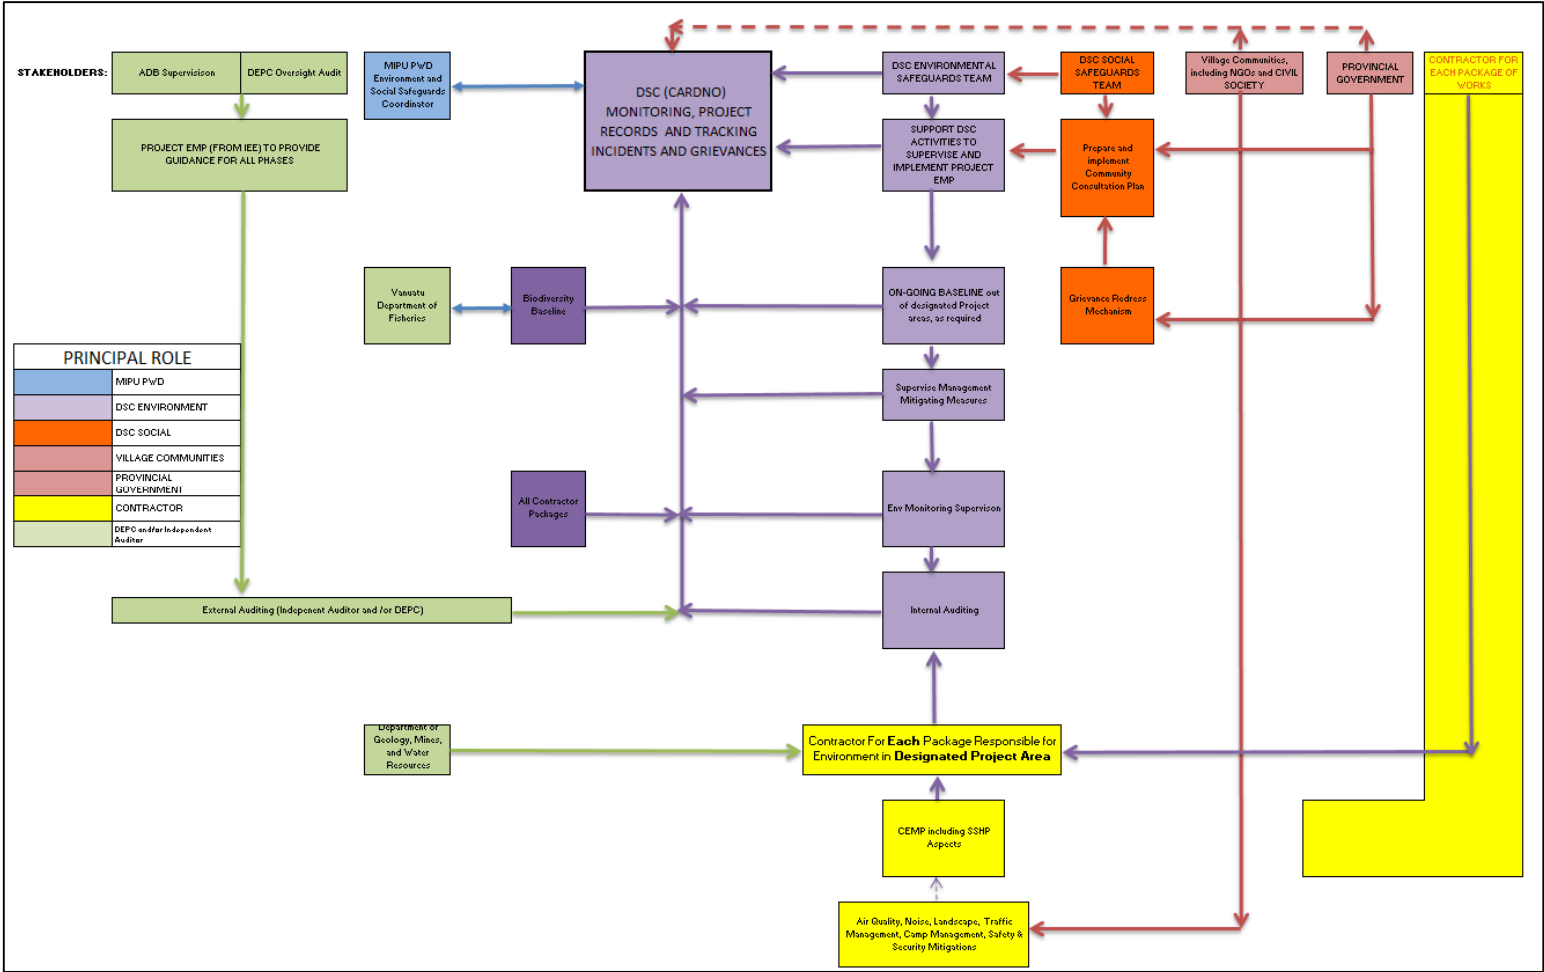 STAKEHOLDERS:
ADB Supervisison
DEPC Oversight Audit
MIPU PWD
Environment and
Social Safeguards
Coordinator
DSC (CARDNO)
MONITORING, PROJECT
RECORDS AND TRACKING
INCIDENTS AND GRIEVANCES
DSC ENVIRONMENTAL
SAFEGUARDS TEAM
DSC SOCIAL
SAFEGUARDS
TEAM
Village Communities,
including NGOs and CIVIL
SOCIETY
PROVINCIAL
GOVERNMENT
CONTRACTOR FOR
EACH PACKAGE OF
WORKS
PROJECT EMP (FROM IEE) TO PROVIDE
GUIDANCE FOR ALL PHASES
SUPPORT DSC
ACTIVITIES TO
SUPERVISE AND
IMPLEMENT PROJECT
EMP
Prepare and
implement
Community
Consultation Plan
Vanuatu
Department of
Fisheries
Biodiversity
Baseline
ON-GOING BASELINE out
of designated Project
areas, as required
Grievance Redress
Mechanism
PRINCIPAL ROLE
MIPU PWD
DSC ENVIRONMENT
DSC SOCIAL
VILLAGE COMMUNITIES
PROVINCIAL
GOVERNMENT
CONTRACTOR
DEPC and/or Independent
Auditor
Supervise Management
Mitigating Measures
All Contractor
Packages
Env Monitoring Supervison
External Auditing (Indepenent Auditor and /or DEPC)
Internal Auditing
Department of
Geology, Mines,
and Water
Resources
Contractor For Each Package Responsible for
Environment in Designated Project Area
CEMP including SSHP
Aspects
Air Quality, Noise, Landscape, Traffic
Management, Camp Management, Safety &
Security Mitigations